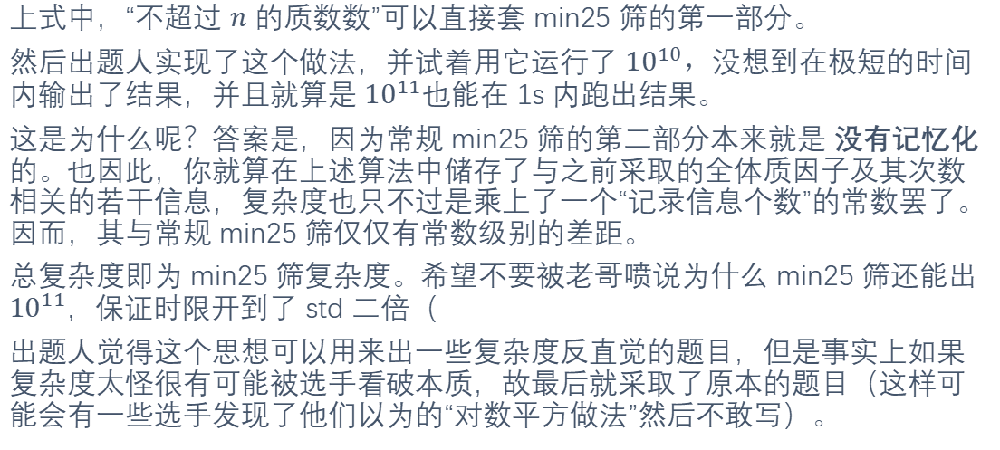 上式中，“不超过 n 的质数数”可以直接套 min25 筛的第一部分。
然后出题人实现了这个做法，并试着用它运行了 10¹⁰，没想到在极短的时间
内输出了结果，并且就算是 10¹¹也能在 1s 内跑出结果。
这是为什么呢？答案是，因为常规 min25 筛的第二部分本来就是 没有记忆化
的。也因此，你就算在上述算法中储存了与之前采取的全体质因子及其次数
相关的若干信息，复杂度也只不过是乘上了一个“记录信息个数”的常数罢了。
因而，其与常规 min25 筛仅仅有常数级别的差距。
总复杂度即为 min25 筛复杂度。希望不要被老哥喷说为什么 min25 筛还能出
10¹¹，保证时限开到了 std 二倍（
出题人觉得这个思想可以用来出一些复杂度反直觉的题目，但是事实上如果
复杂度太怪很有可能被选手看破本质，故最后就采取了原本的题目（这样可
能会有一些选手发现了他们以为的“对数平方做法”然后不敢写）。